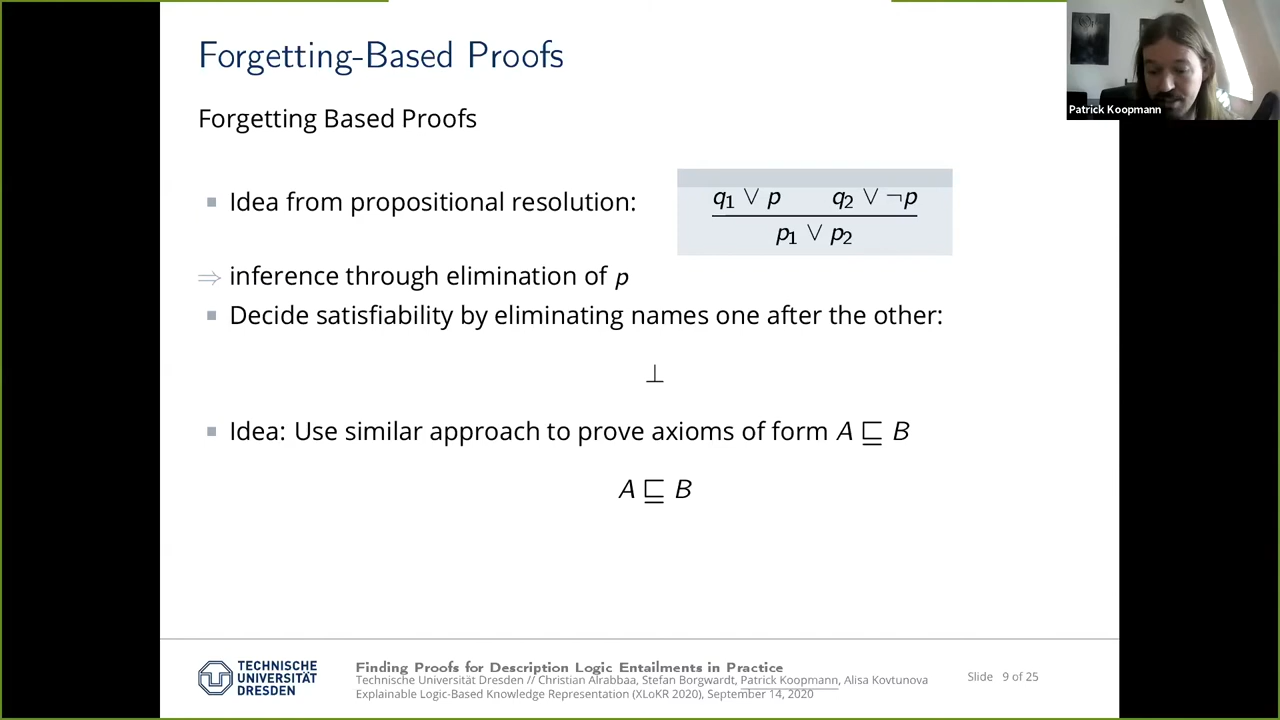 Forgetting-Based Proofs
Patrick Koopmann
Forgetting Based Proofs
Idea from propositional resolution:
q₁ ∨ p q₂ ∨ ¬p
p₁ ∨ p₂
⇒ inference through elimination of p
Decide satisfiability by eliminating names one after the other:
⊥
Idea: Use similar approach to prove axioms of form A ⊑ B
A ⊑ B
TECHNISCHE
UNIVERSITÄT
DRESDEN
Finding Proofs for Description Logic Entailments in Practice
Technische Universität Dresden // Christian Alrabbaa, Stefan Borgwardt, Patrick Koopmann, Alisa Kovtunova
Explainable Logic-Based Knowledge Representation (XLoKR 2020), September 14, 2020
Slide 9 of 25